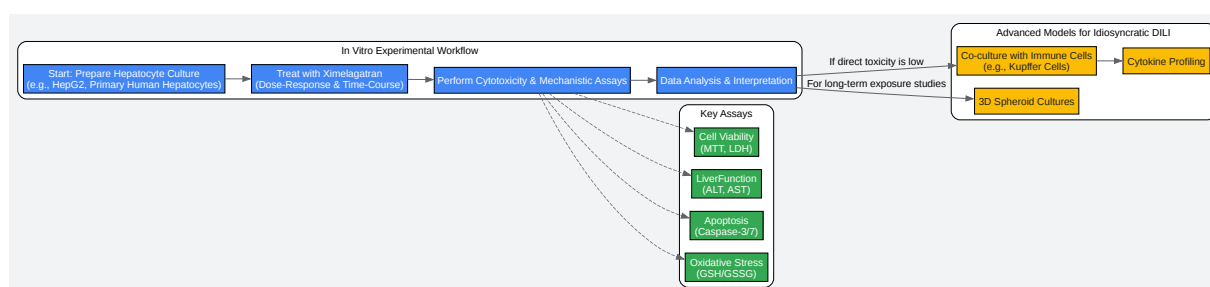 In Vitro Experimental Workflow
Start: Prepare Hepatocyte Culture
(e.g., HepG2, Primary Human Hepatocytes)
Treat with Ximelagatran
(Dose-Response & Time-Course)
Perform Cytotoxicity & Mechanistic Assays
Data Analysis & Interpretation
If direct toxicity is low
For long-term exposure studies
Advanced Models for Idiosyncratic DILI
Co-culture with Immune Cells
(e.g., Kupffer Cells)
Cytokine Profiling
3D Spheroid Cultures
Key Assays
Cell Viability
(MTT, LDH)
LiverFunction
(ALT, AST)
Apoptosis
(Caspase-3/7)
Oxidative Stress
(GSH/GSSG)